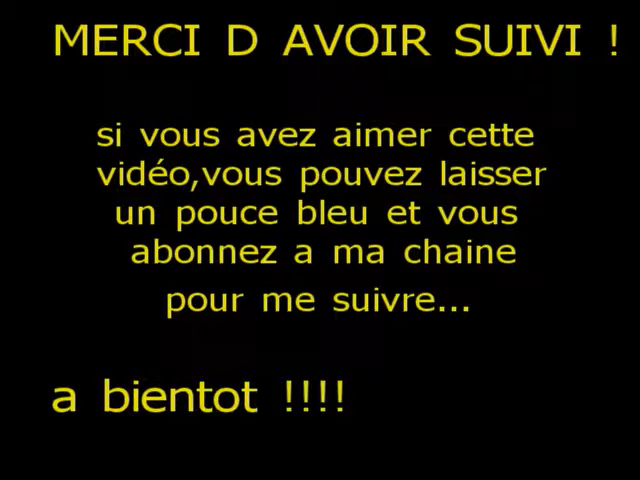 MERCI D AVOIR SUIVI !
si vous avez aimer cette
vidéo,vous pouvez laisser
un pouce bleu et vous
abonnez a ma chaine
pour me suivre...
a bientot !!!!